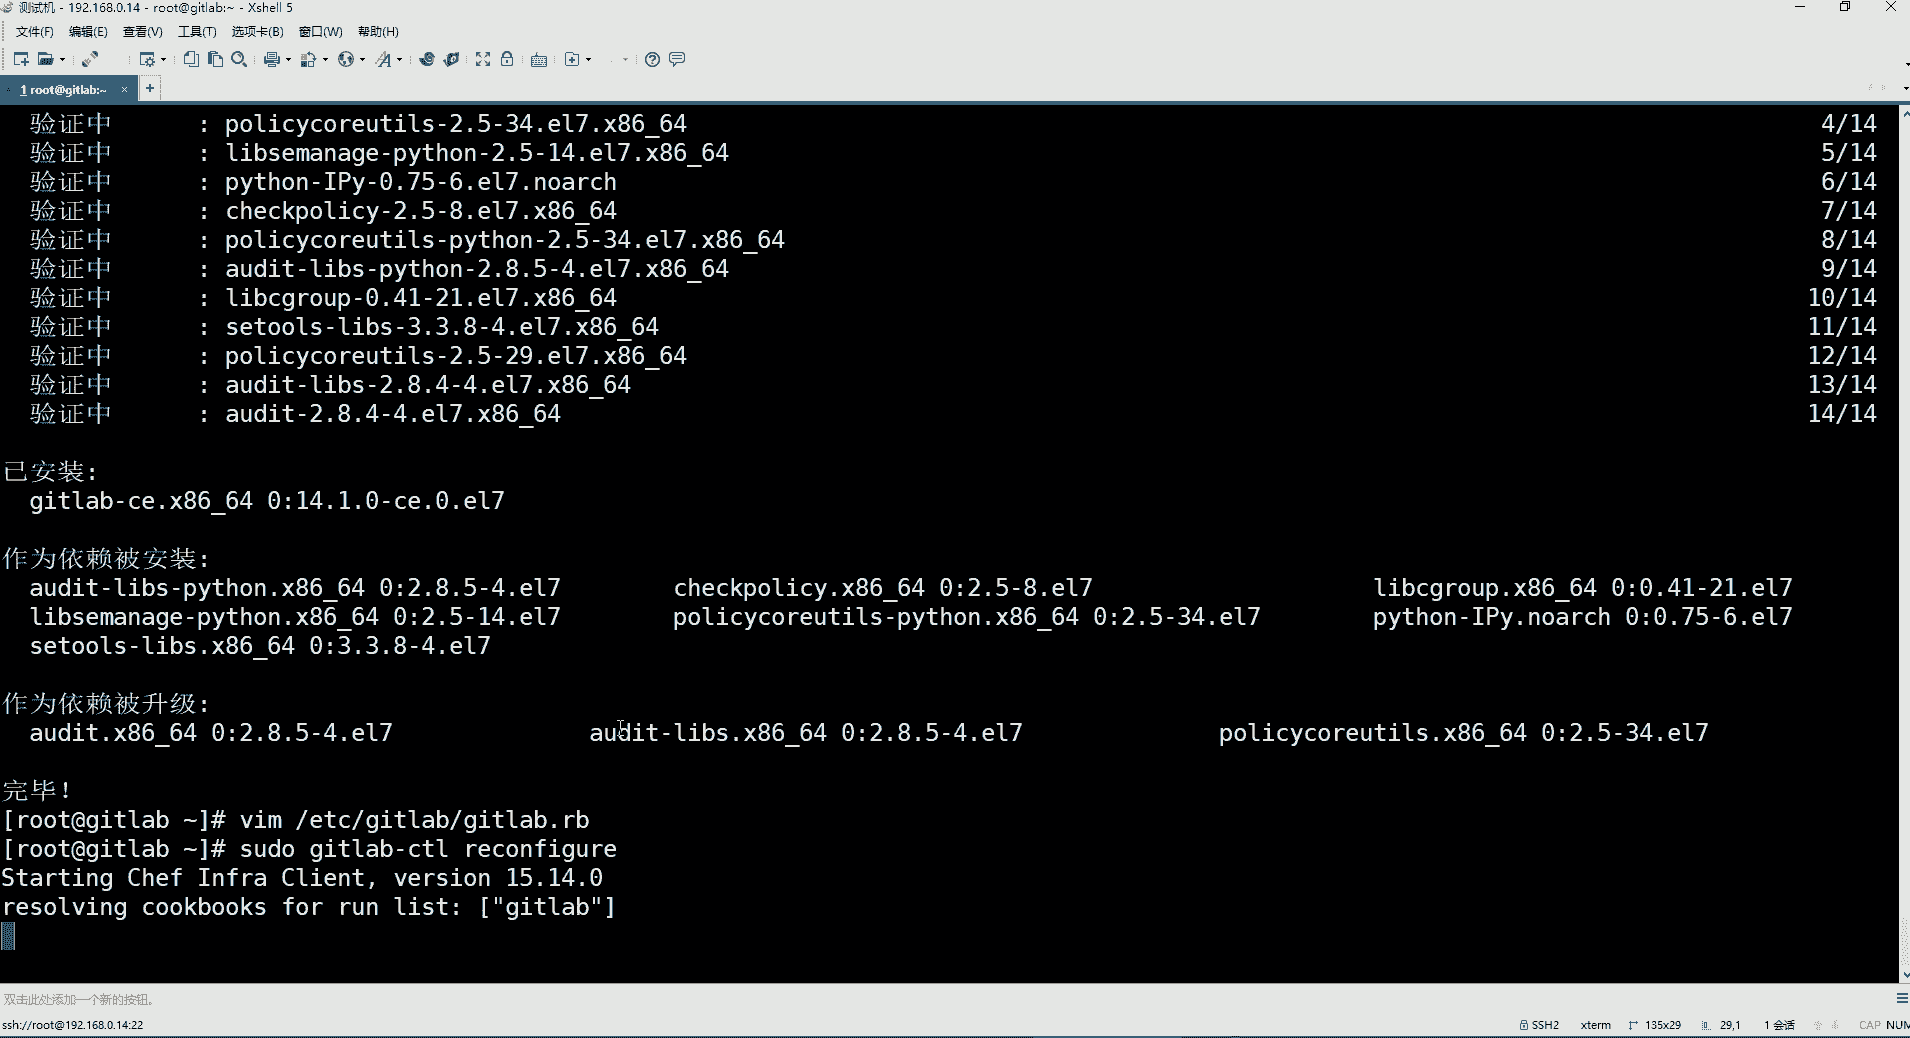 测试机 - 192.168.0.14 - root@gitlab:~ - Xshell 5
文件(F) 编辑(E) 查看(V) 工具(T) 选项卡(B) 窗口(W) 帮助(H)
1 root@gitlab:~ × +
验证中 : policycoreutils-2.5-34.el7.x86_64 4/14
验证中 : libsemanage-python-2.5-14.el7.x86_64 5/14
验证中 : python-IPy-0.75-6.el7.noarch 6/14
验证中 : checkpolicy-2.5-8.el7.x86_64 7/14
验证中 : policycoreutils-python-2.5-34.el7.x86_64 8/14
验证中 : audit-libs-python-2.8.5-4.el7.x86_64 9/14
验证中 : libcgroup-0.41-21.el7.x86_64 10/14
验证中 : setools-libs-3.3.8-4.el7.x86_64 11/14
验证中 : policycoreutils-2.5-29.el7.x86_64 12/14
验证中 : audit-libs-2.8.4-4.el7.x86_64 13/14
验证中 : audit-2.8.4-4.el7.x86_64 14/14
已安装:
gitlab-ce.x86_64 0:14.1.0-ce.0.el7
作为依赖被安装:
audit-libs-python.x86_64 0:2.8.5-4.el7 checkpolicy.x86_64 0:2.5-8.el7 libcgroup.x86_64 0:0.41-21.el7
libsemanage-python.x86_64 0:2.5-14.el7 policycoreutils-python.x86_64 0:2.5-34.el7 python-IPy.noarch 0:0.75-6.el7
setools-libs.x86_64 0:3.3.8-4.el7
作为依赖被升级:
audit.x86_64 0:2.8.5-4.el7 audit-libs.x86_64 0:2.8.5-4.el7 policycoreutils.x86_64 0:2.5-34.el7
完毕！
[root@gitlab ~]# vim /etc/gitlab/gitlab.rb
[root@gitlab ~]# sudo gitlab-ctl reconfigure
Starting Chef Infra Client, version 15.14.0
resolving cookbooks for run list: ["gitlab"]
双击此处添加一个新的按钮。
ssh://root@192.168.0.14:22 SSH2 xterm 135x29 29,1 1 会话 CAP NUM